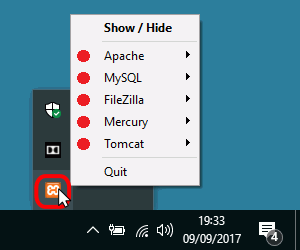 Show / Hide
Apache
MySQL
FileZilla
Mercury
Tomcat
Quit
19:33
09/09/2017
4